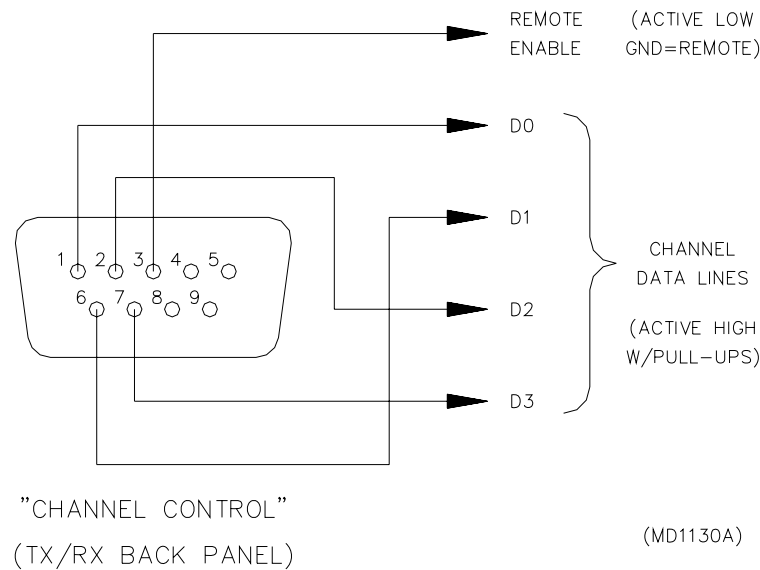 REMOTE (ACTIVE LOW
ENABLE GND=REMOTE)
D0
D1
1 2 3 4 5
6 7 8 9
CHANNEL
DATA LINES
D2
(ACTIVE HIGH
W/PULL-UPS)
D3
"CHANNEL CONTROL"
(TX/RX BACK PANEL)
(MD1130A)